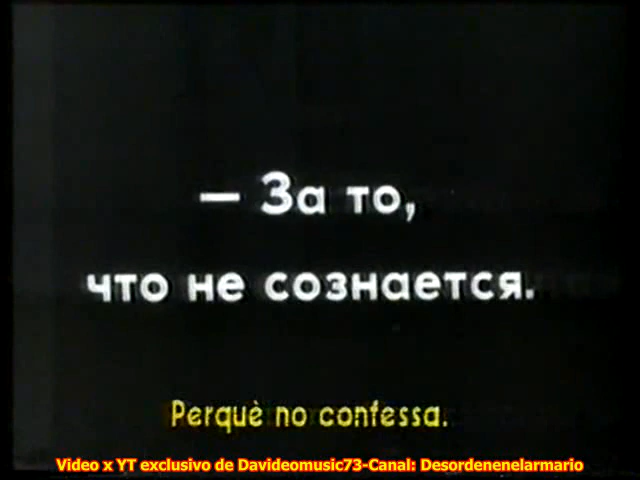 — За то,
что не сознается.
Perquè no confessa.
Video x YT exclusivo de Davideomusic73-Canal: Desordenenelarmario